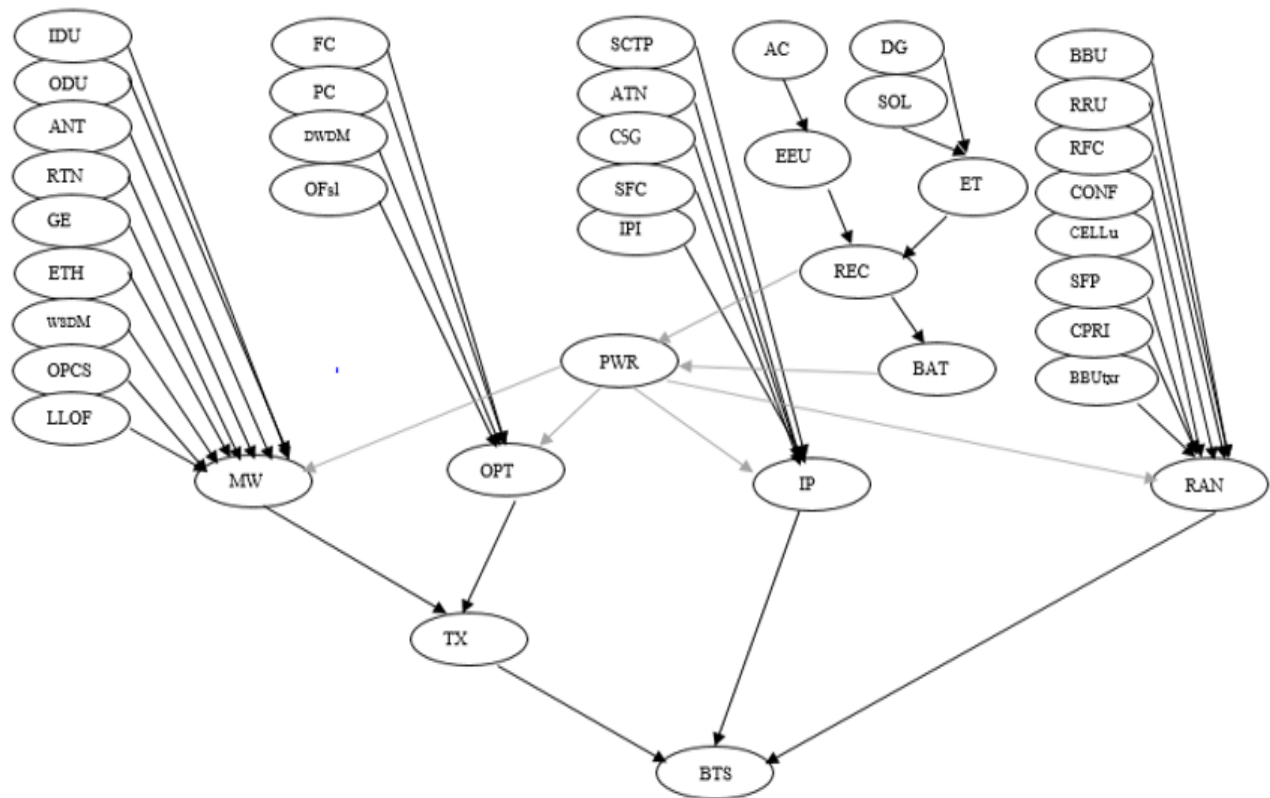 IDU
ODU
ANT
RTN
GE
ETH
WSDM
OPCS
LLOF
FC
PC
DWDM
OFsl
SCTP
ATN
CSG
SFC
IPI
AC
EEU
DG
SOL
ET
REC
BAT
PWR
BBU
RRU
RFC
CONF
CELLu
SFP
CPRI
BBUtxr
MW
OPT
IP
RAN
TX
BTS